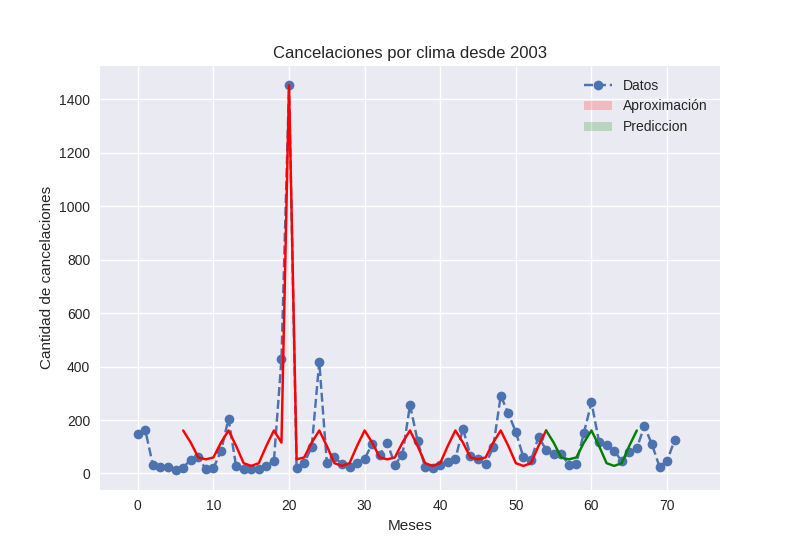 Cancelaciones por clima desde 2003
Datos
Aproximación
Prediccion
Cantidad de cancelaciones
1400
1200
1000
800
600
400
200
0
0 10 20 30 40 50 60 70
Meses